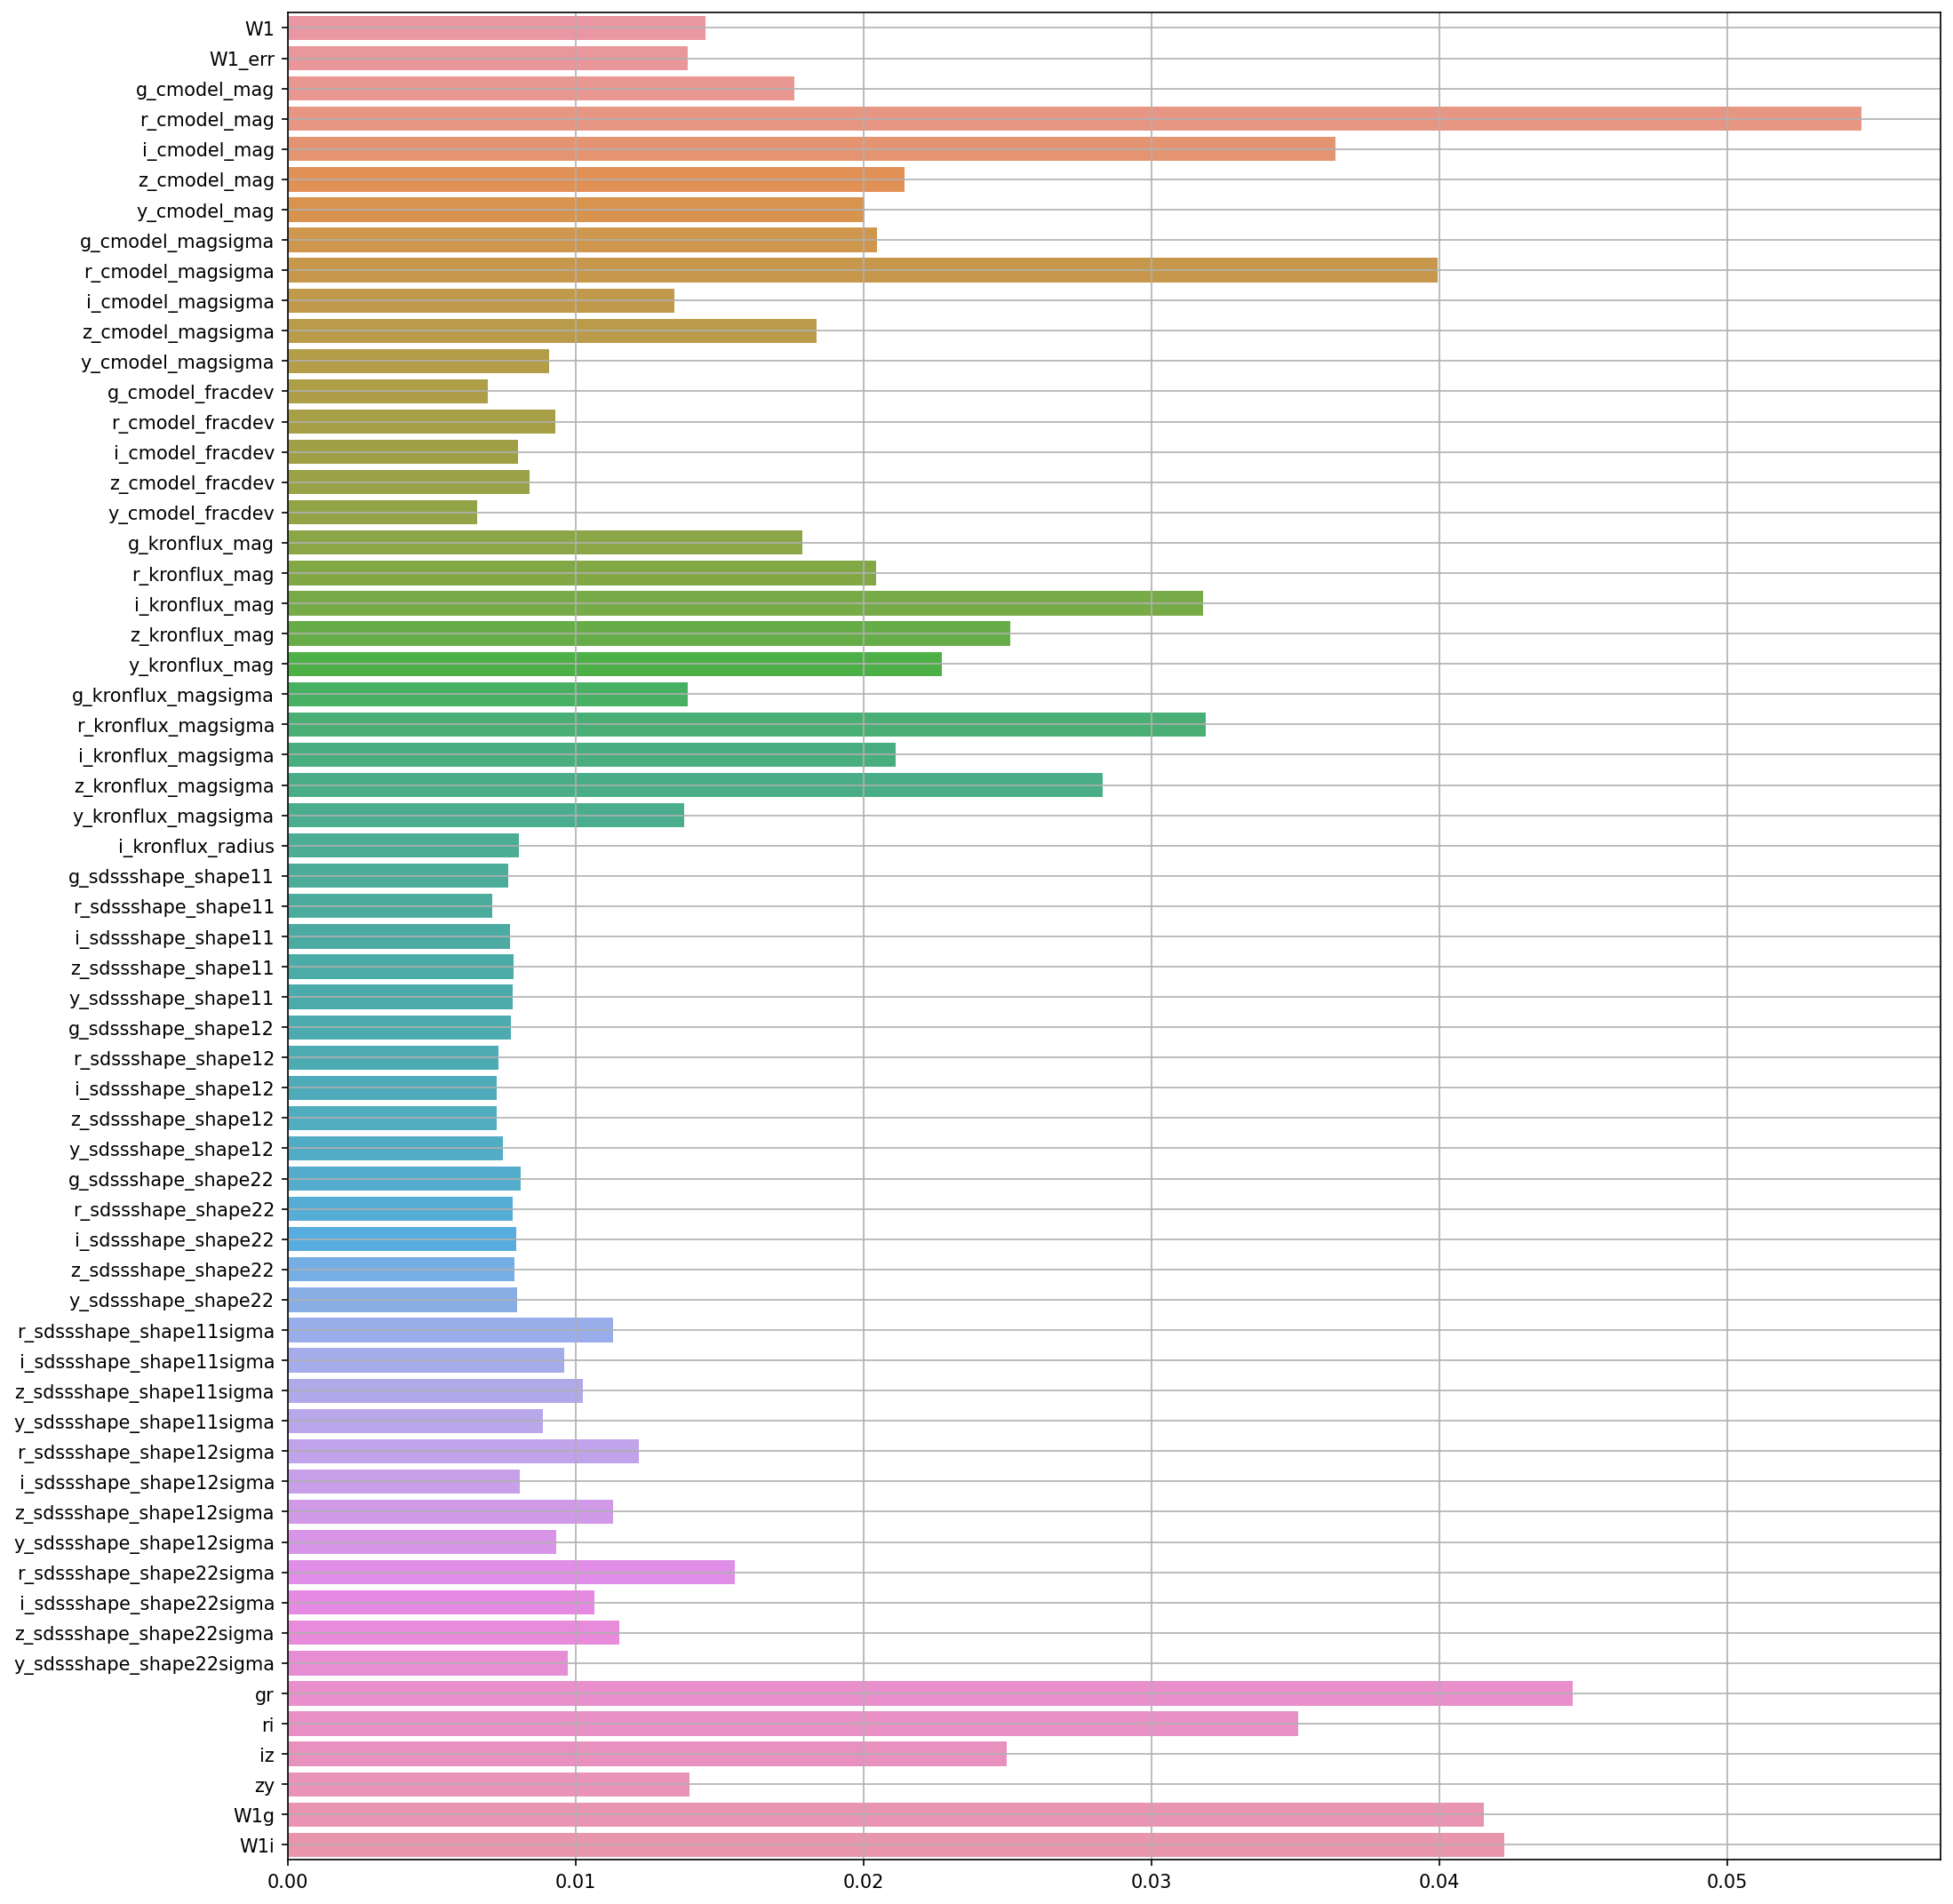 W1
W1_err
g_cmodel_mag
r_cmodel_mag
i_cmodel_mag
z_cmodel_mag
y_cmodel_mag
g_cmodel_magsigma
r_cmodel_magsigma
i_cmodel_magsigma
z_cmodel_magsigma
y_cmodel_magsigma
g_cmodel_fracdev
r_cmodel_fracdev
i_cmodel_fracdev
z_cmodel_fracdev
y_cmodel_fracdev
g_kronflux_mag
r_kronflux_mag
i_kronflux_mag
z_kronflux_mag
y_kronflux_mag
g_kronflux_magsigma
r_kronflux_magsigma
i_kronflux_magsigma
z_kronflux_magsigma
y_kronflux_magsigma
i_kronflux_radius
g_sdssshape_shape11
r_sdssshape_shape11
i_sdssshape_shape11
z_sdssshape_shape11
y_sdssshape_shape11
g_sdssshape_shape12
r_sdssshape_shape12
i_sdssshape_shape12
z_sdssshape_shape12
y_sdssshape_shape12
g_sdssshape_shape22
r_sdssshape_shape22
i_sdssshape_shape22
z_sdssshape_shape22
y_sdssshape_shape22
r_sdssshape_shape11sigma
i_sdssshape_shape11sigma
z_sdssshape_shape11sigma
y_sdssshape_shape11sigma
r_sdssshape_shape12sigma
i_sdssshape_shape12sigma
z_sdssshape_shape12sigma
y_sdssshape_shape12sigma
r_sdssshape_shape22sigma
i_sdssshape_shape22sigma
z_sdssshape_shape22sigma
y_sdssshape_shape22sigma
gr
ri
iz
zy
W1g
W1i
0.00 0.01 0.02 0.03 0.04 0.05